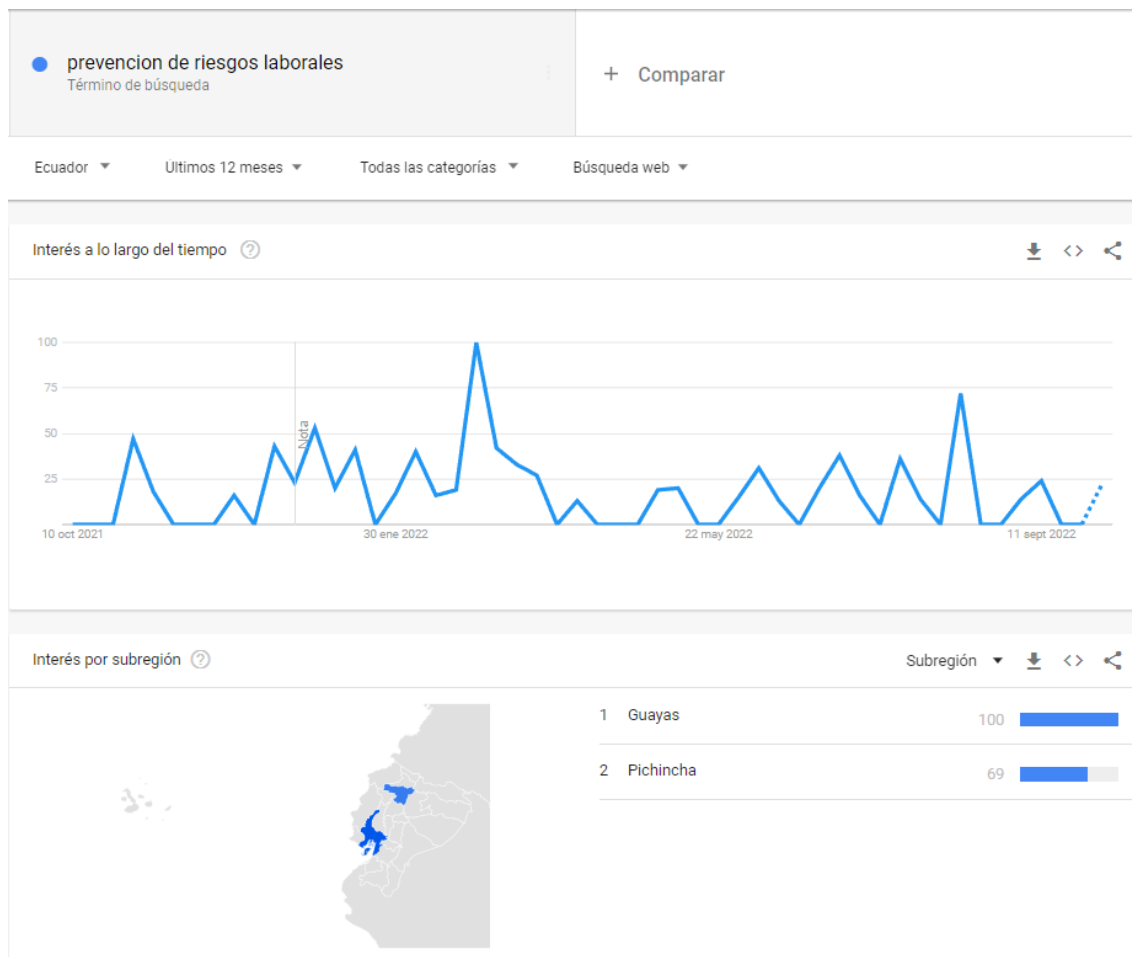 prevencion de riesgos laborales
Término de búsqueda
+ Comparar
Ecuador Últimos 12 meses Todas las categorías Búsqueda web
Interés a lo largo del tiempo ?
100
75
50
25
Nota
10 oct 2021 30 ene 2022 22 may 2022 11 sept 2022
Interés por subregión ? Subregión
1 Guayas 100
2 Pichincha 69